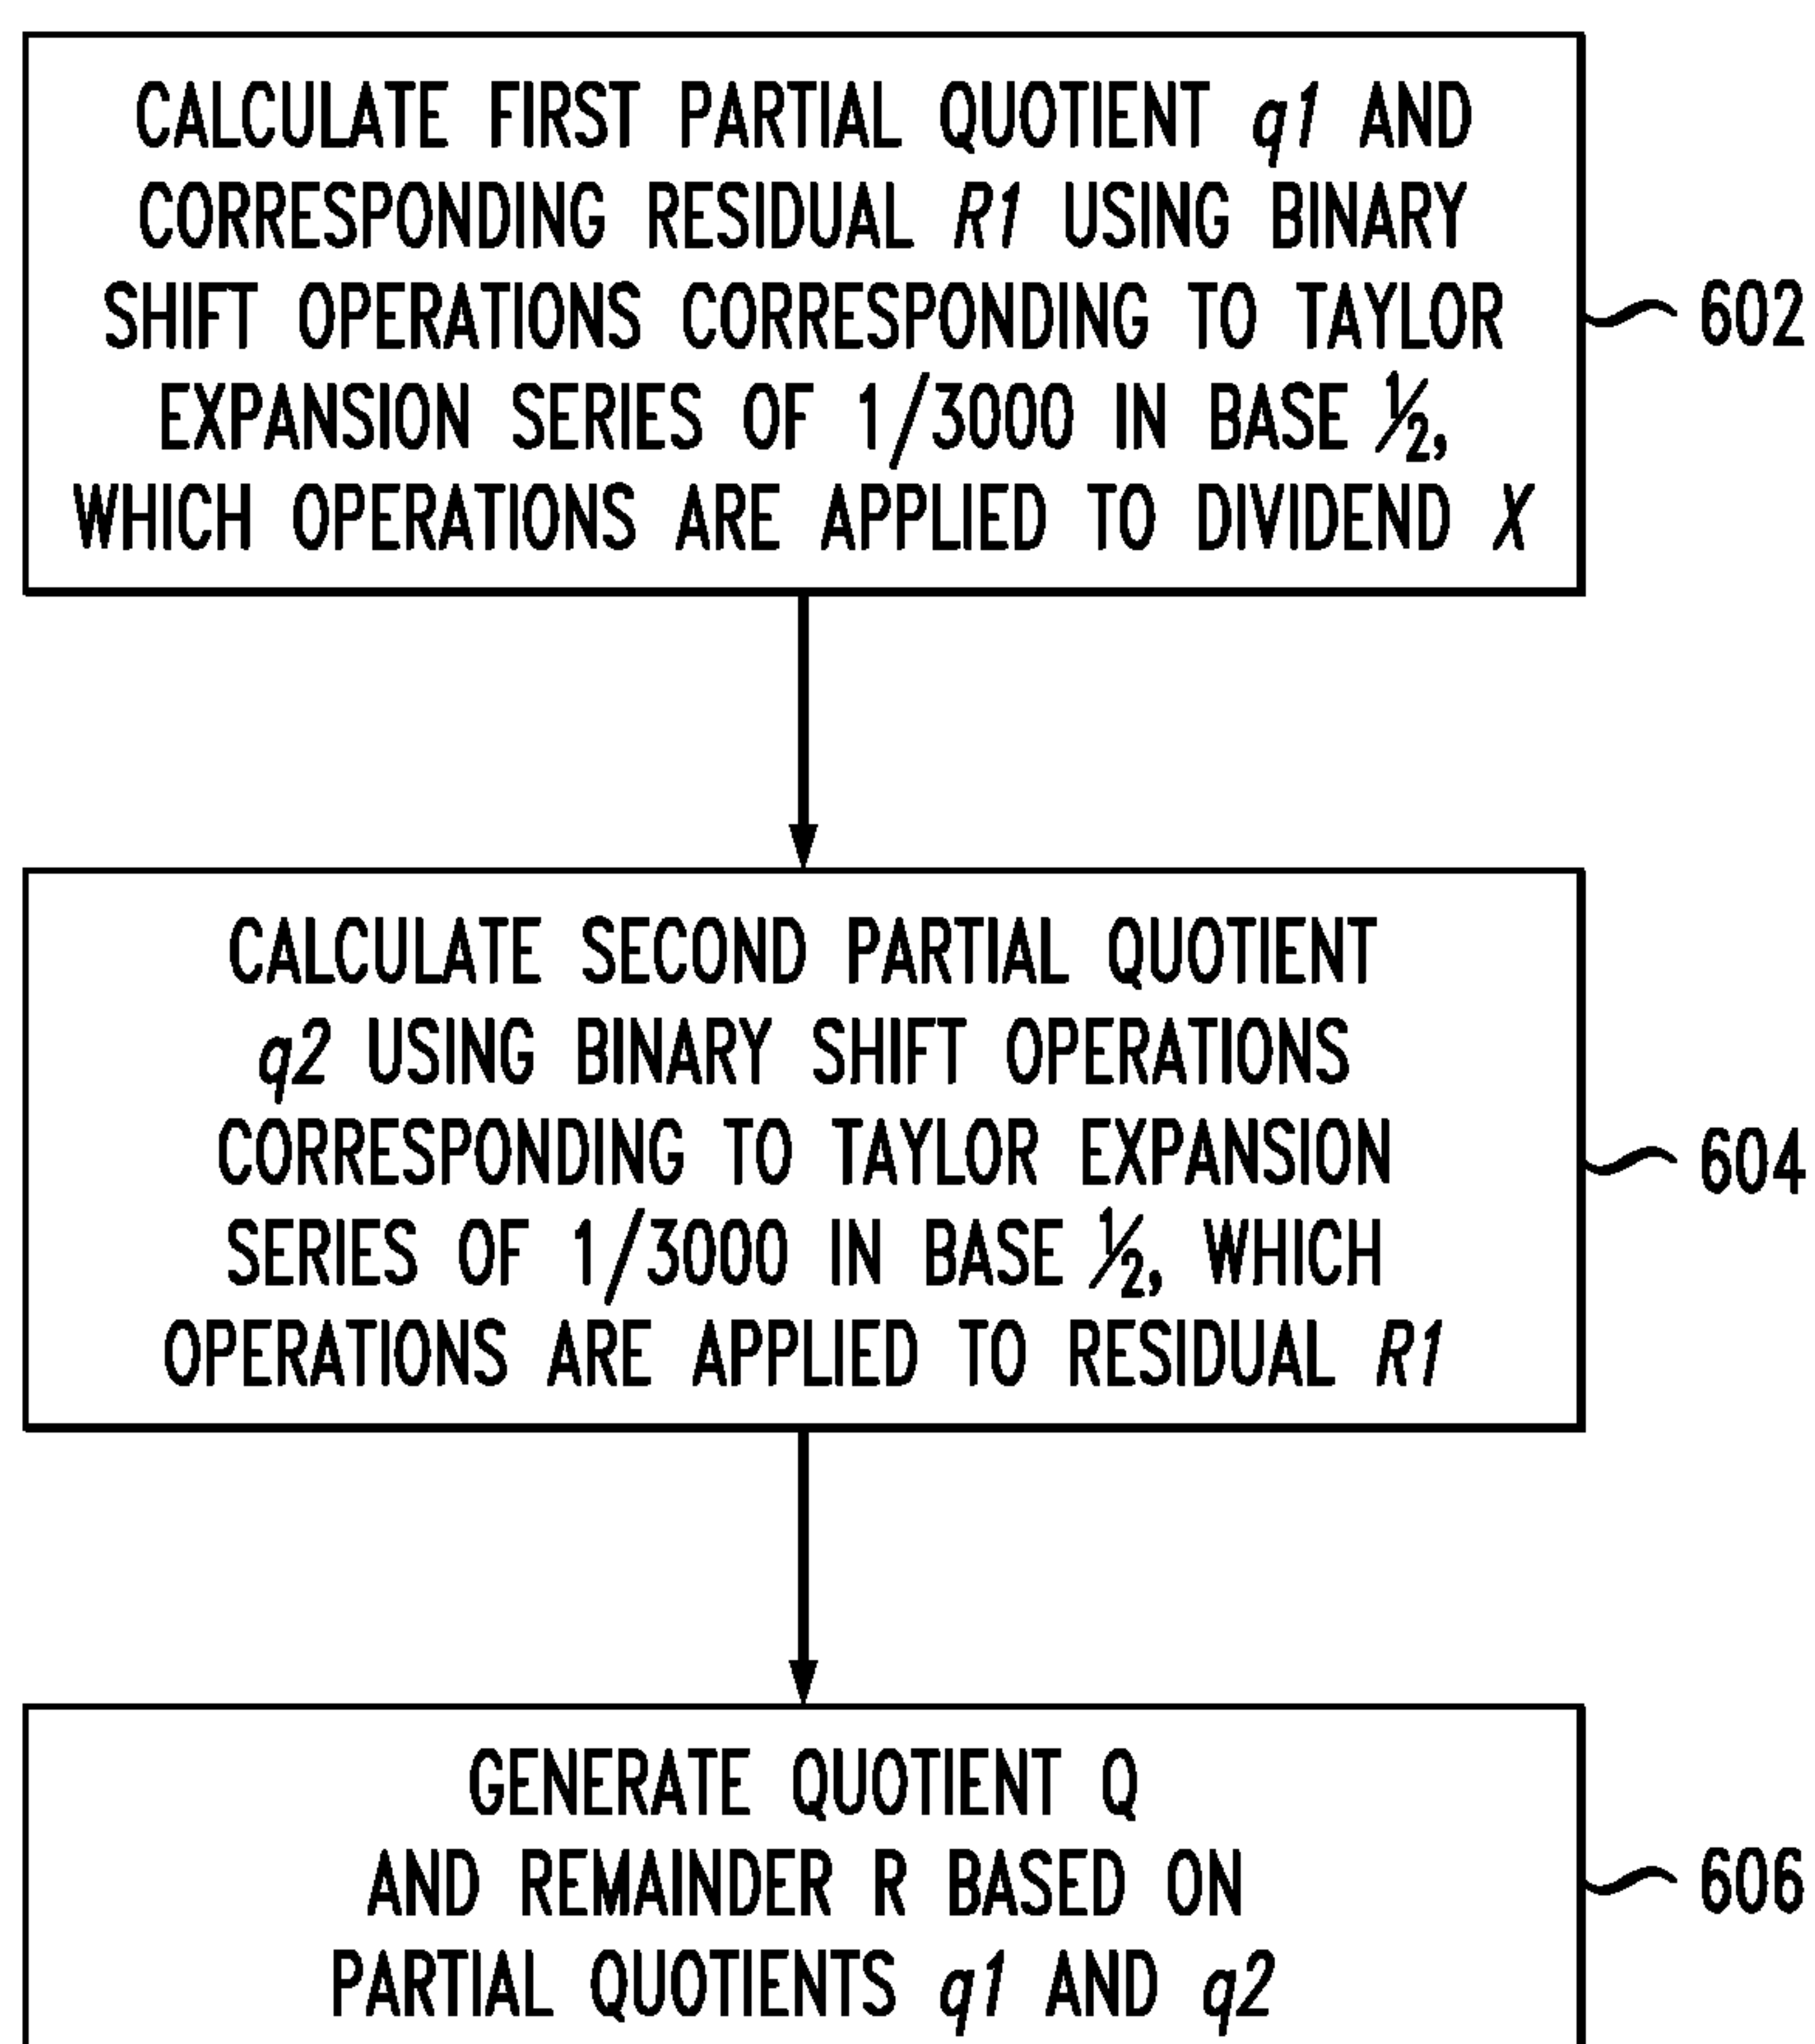 CALCULATE FIRST PARTIAL QUOTIENT q1 AND
CORRESPONDING RESIDUAL R1 USING BINARY
SHIFT OPERATIONS CORRESPONDING TO TAYLOR
EXPANSION SERIES OF 1/3000 IN BASE ½,
WHICH OPERATIONS ARE APPLIED TO DIVIDEND X
602
CALCULATE SECOND PARTIAL QUOTIENT
q2 USING BINARY SHIFT OPERATIONS
CORRESPONDING TO TAYLOR EXPANSION
SERIES OF 1/3000 IN BASE ½, WHICH
OPERATIONS ARE APPLIED TO RESIDUAL R1
604
GENERATE QUOTIENT Q
AND REMAINDER R BASED ON
PARTIAL QUOTIENTS q1 AND q2
606